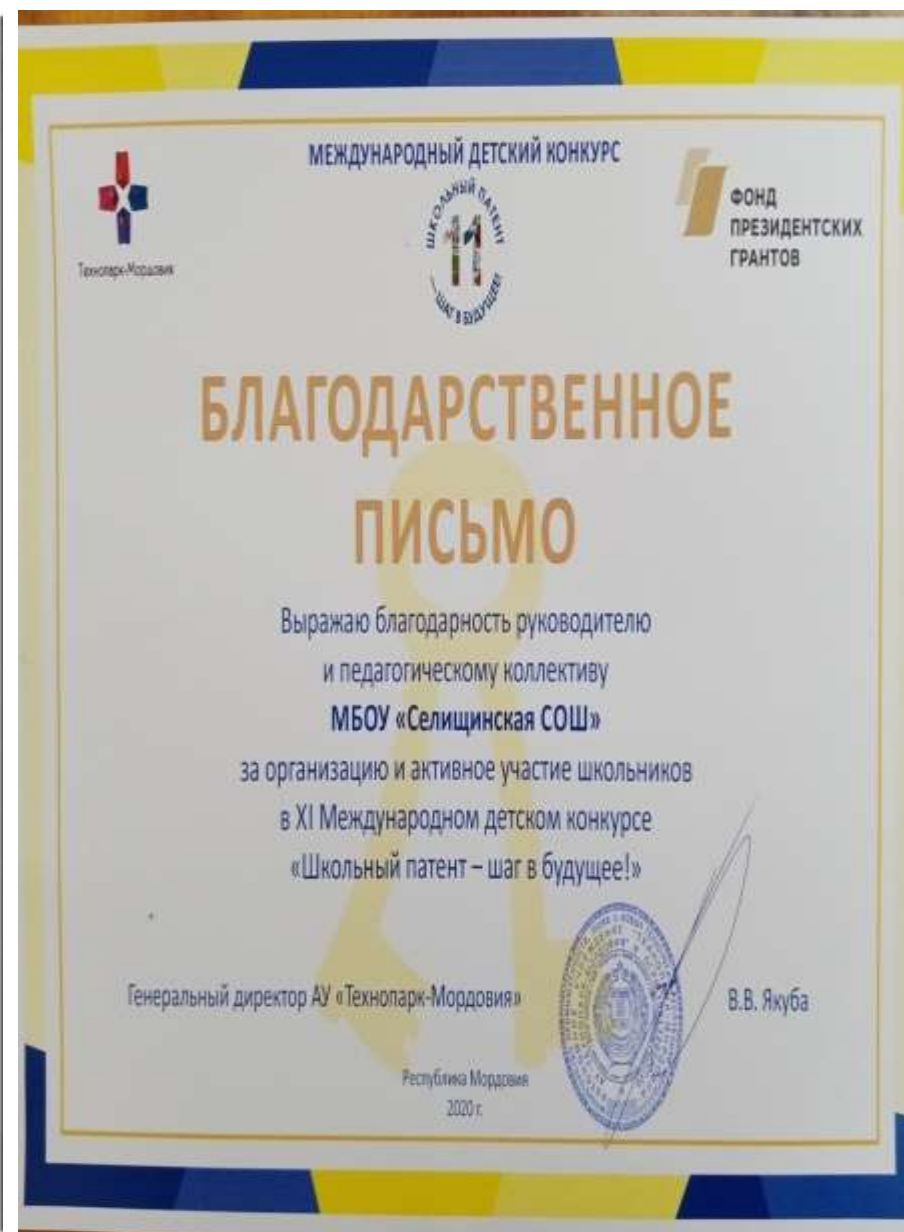 МЕЖДУНАРОДНЫЙ ДЕТСКИЙ КОНКУРС
Технопарк-Мордовия
ШКОЛЬНЫЙ ПАТЕНТ
11
ШАГ В БУДУЩЕЕ!
ФОНД
ПРЕЗИДЕНТСКИХ
ГРАНТОВ
БЛАГОДАРСТВЕННОЕ
ПИСЬМО
Выражаю благодарность руководителю
и педагогическому коллективу
МБОУ «Селищинская СОШ»
за организацию и активное участие школьников
в XI Международном детском конкурсе
«Школьный патент – шаг в будущее!»
Генеральный директор АУ «Технопарк-Мордовия»
В.В. Якуба
Республика Мордовия
2020 г.